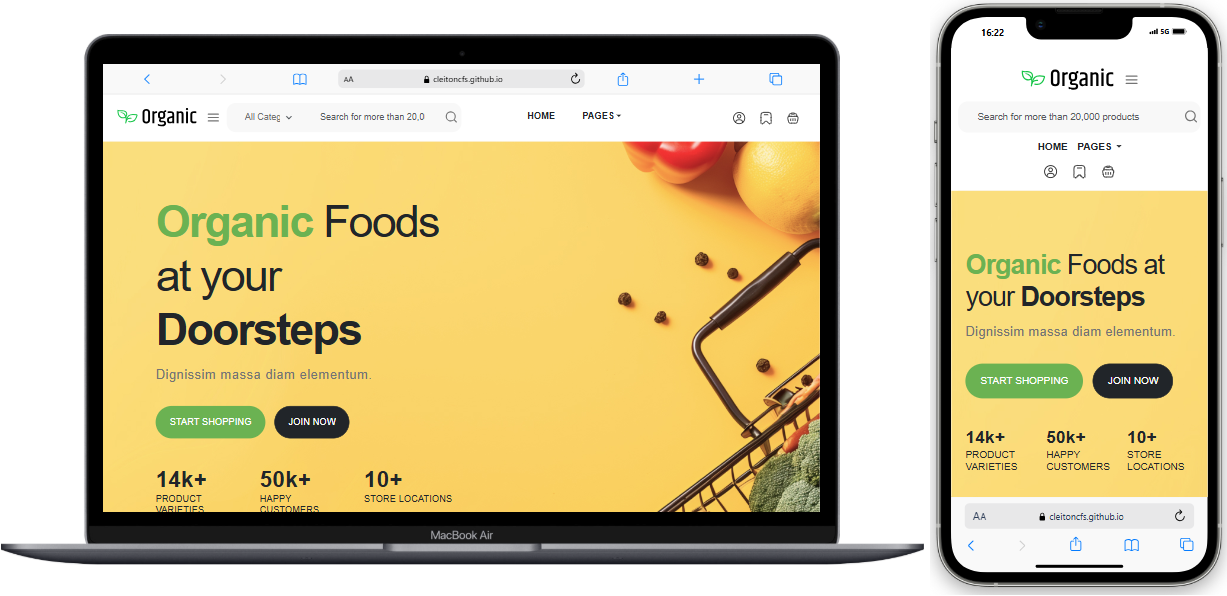 AA
cleitoncfs.github.io
Organic
All Categ
Search for more than 20,0
HOME
PAGES
Organic Foods
at your
Doorsteps
Dignissim massa diam elementum.
START SHOPPING
JOIN NOW
14k+
PRODUCT
VARIETIES
50k+
HAPPY
CUSTOMERS
10+
STORE LOCATIONS
MacBook Air
16:22
5G
Organic
Search for more than 20,000 products
HOME
PAGES
Organic Foods at
your Doorsteps
Dignissim massa diam elementum.
START SHOPPING
JOIN NOW
14k+
PRODUCT
VARIETIES
50k+
HAPPY
CUSTOMERS
10+
STORE
LOCATIONS
AA
cleitoncfs.github.io